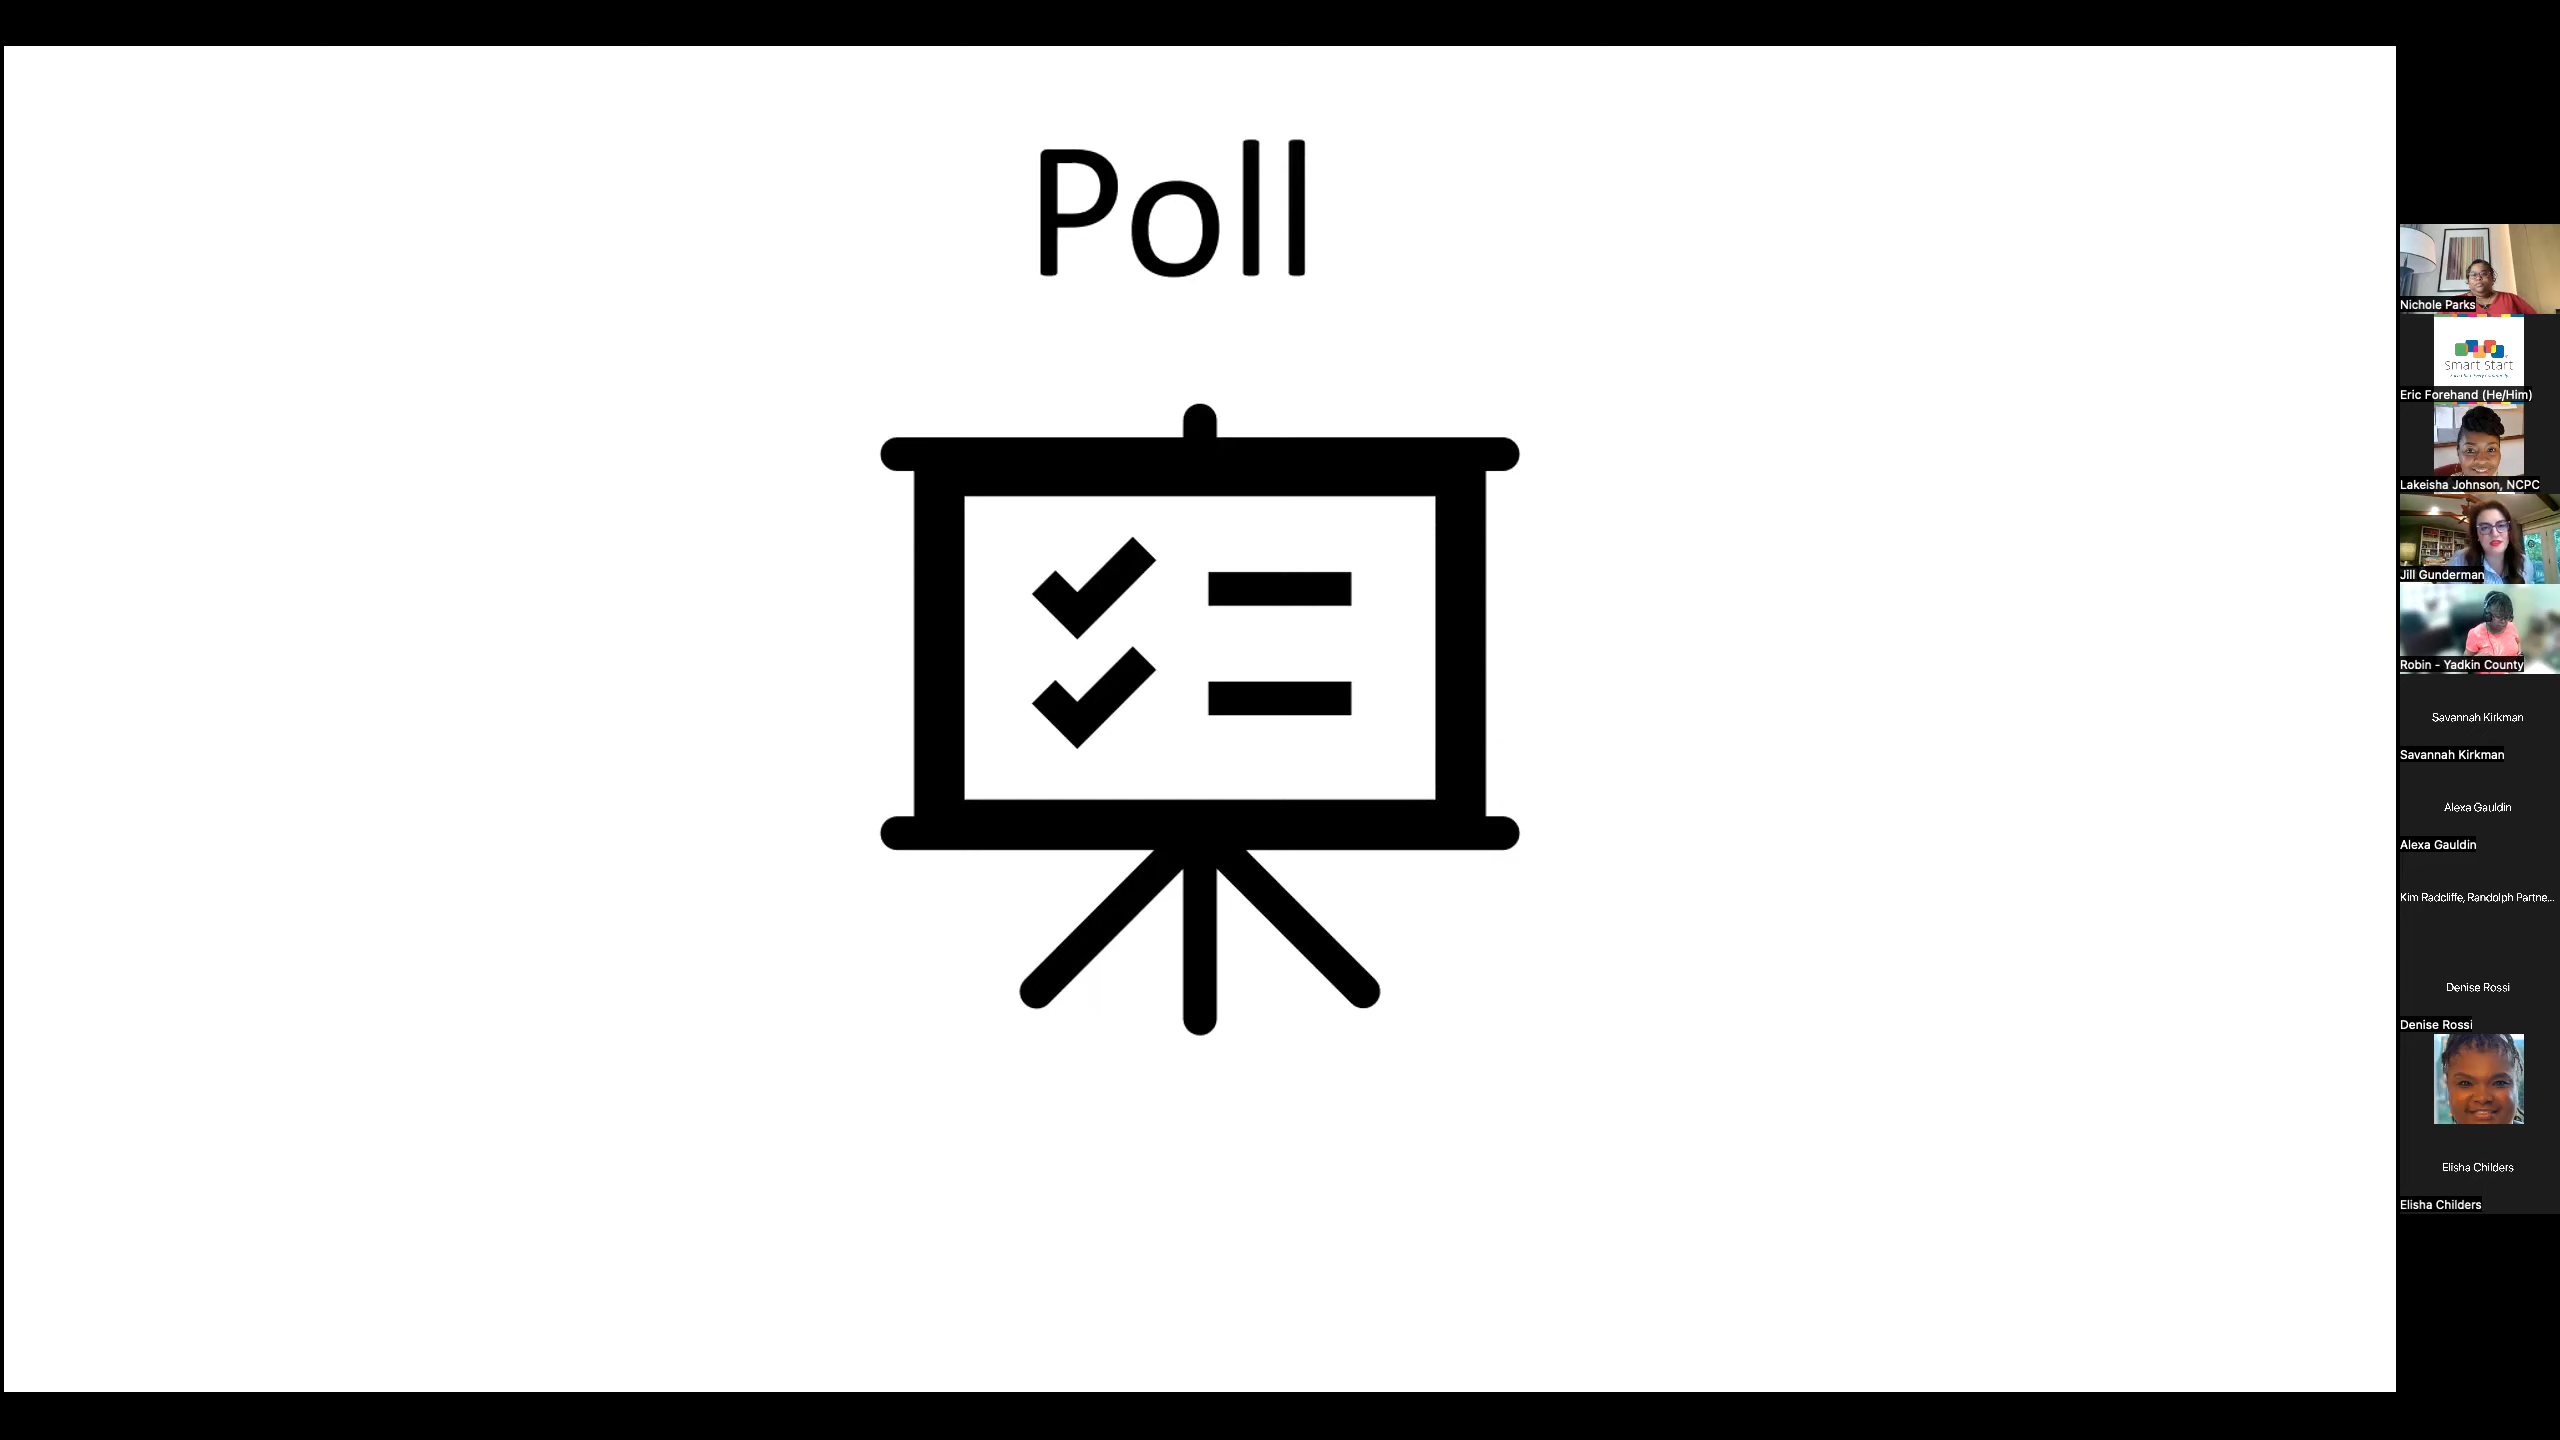 Poll
Nichole Parks
Smart Start
Eric Forehand (He/Him)
Lakeisha Johnson, NCPC
Jill Gunderman
Robin - Yadkin County
Savannah Kirkman
Savannah Kirkman
Alexa Gauldin
Alexa Gauldin
Kim Radcliffe, Randolph Partne...
Denise Rossi
Denise Rossi
Elisha Childers
Elisha Childers